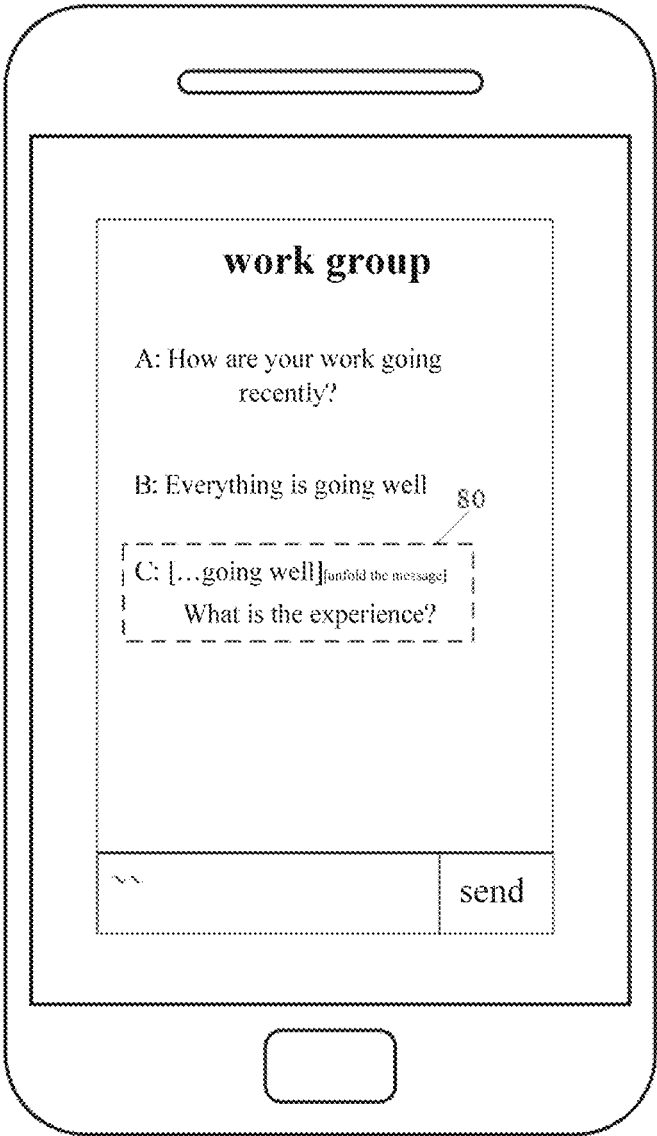 work group
A: How are your work going
recently?
B: Everything is going well
80
C: [...going well][unfold the message]
What is the experience?
send